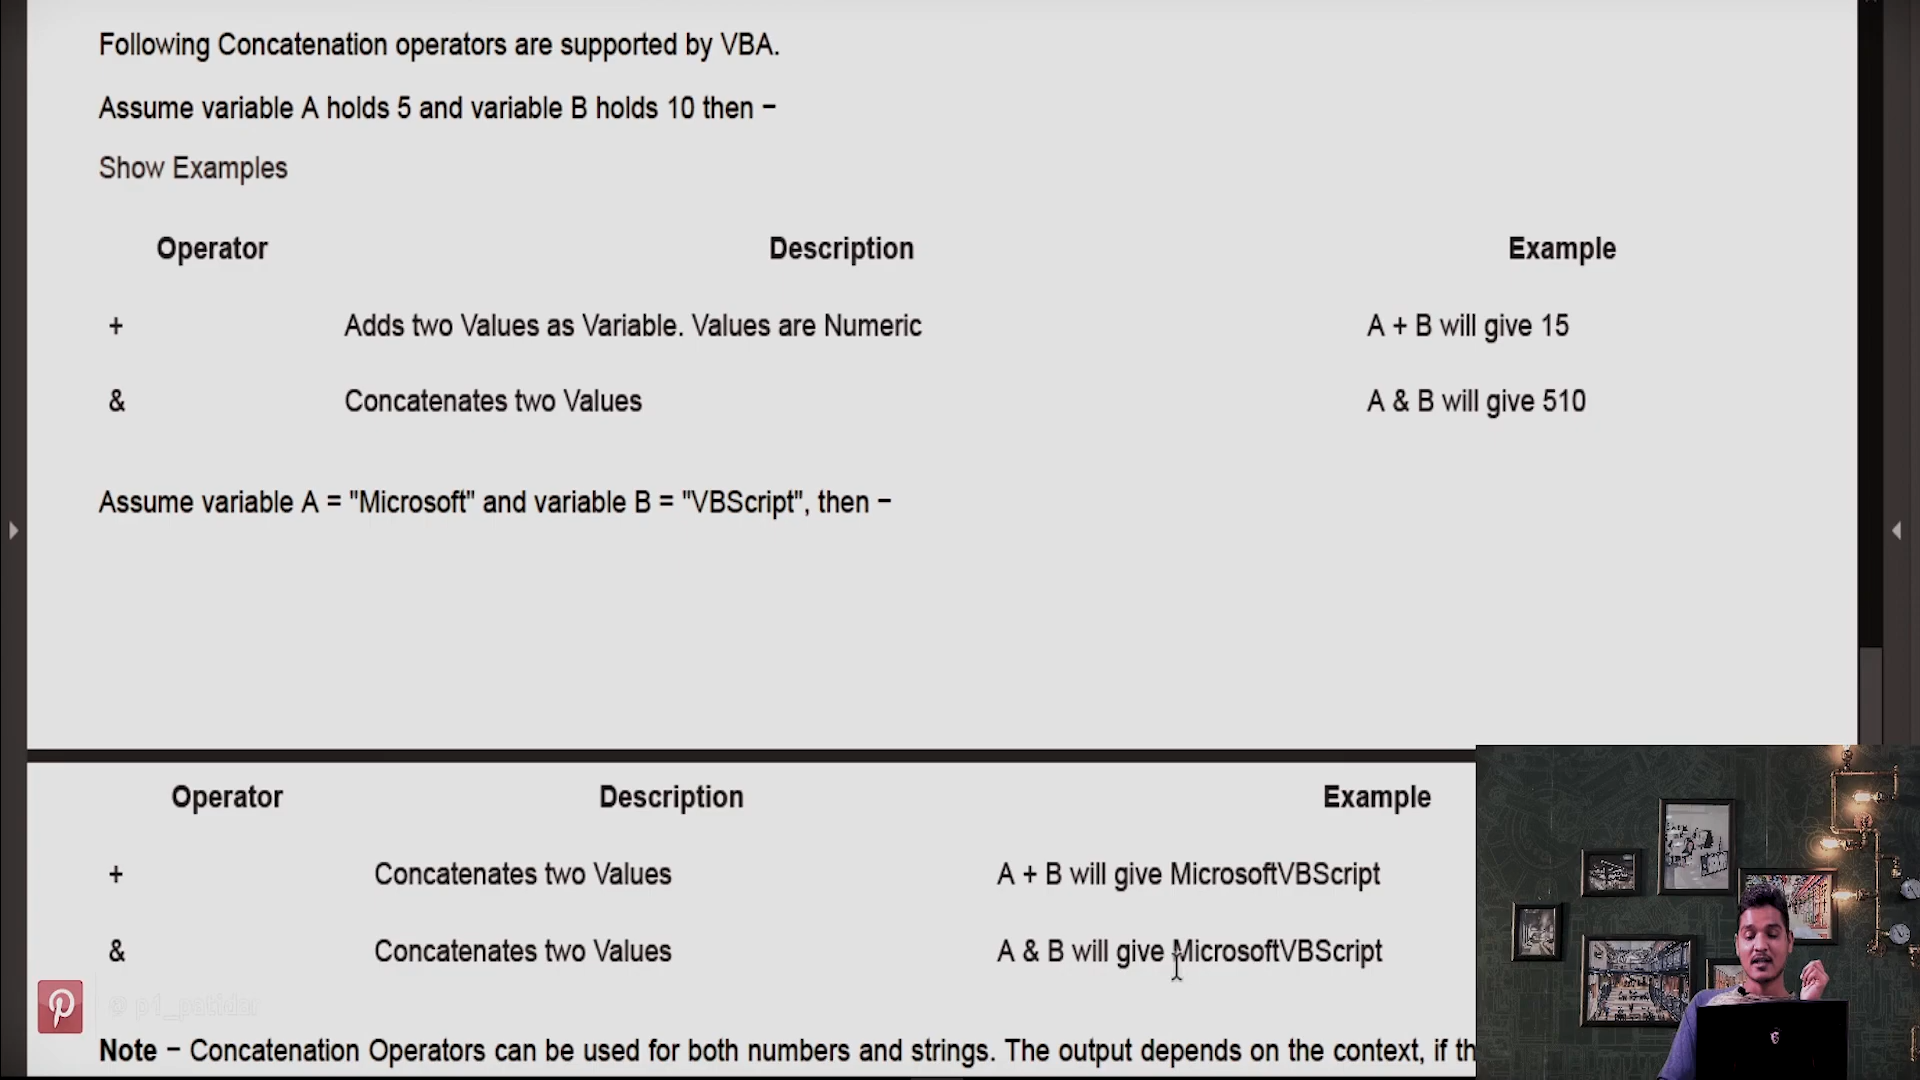 Following Concatenation operators are supported by VBA.
Assume variable A holds 5 and variable B holds 10 then −
Show Examples
Operator Description Example
+ Adds two Values as Variable. Values are Numeric A + B will give 15
& Concatenates two Values A & B will give 510
Assume variable A = "Microsoft" and variable B = "VBScript", then −
Operator Description Example
+ Concatenates two Values A + B will give MicrosoftVBScript
& Concatenates two Values A & B will give MicrosoftVBScript
@ p1_patidar
Note − Concatenation Operators can be used for both numbers and strings. The output depends on the context, if th